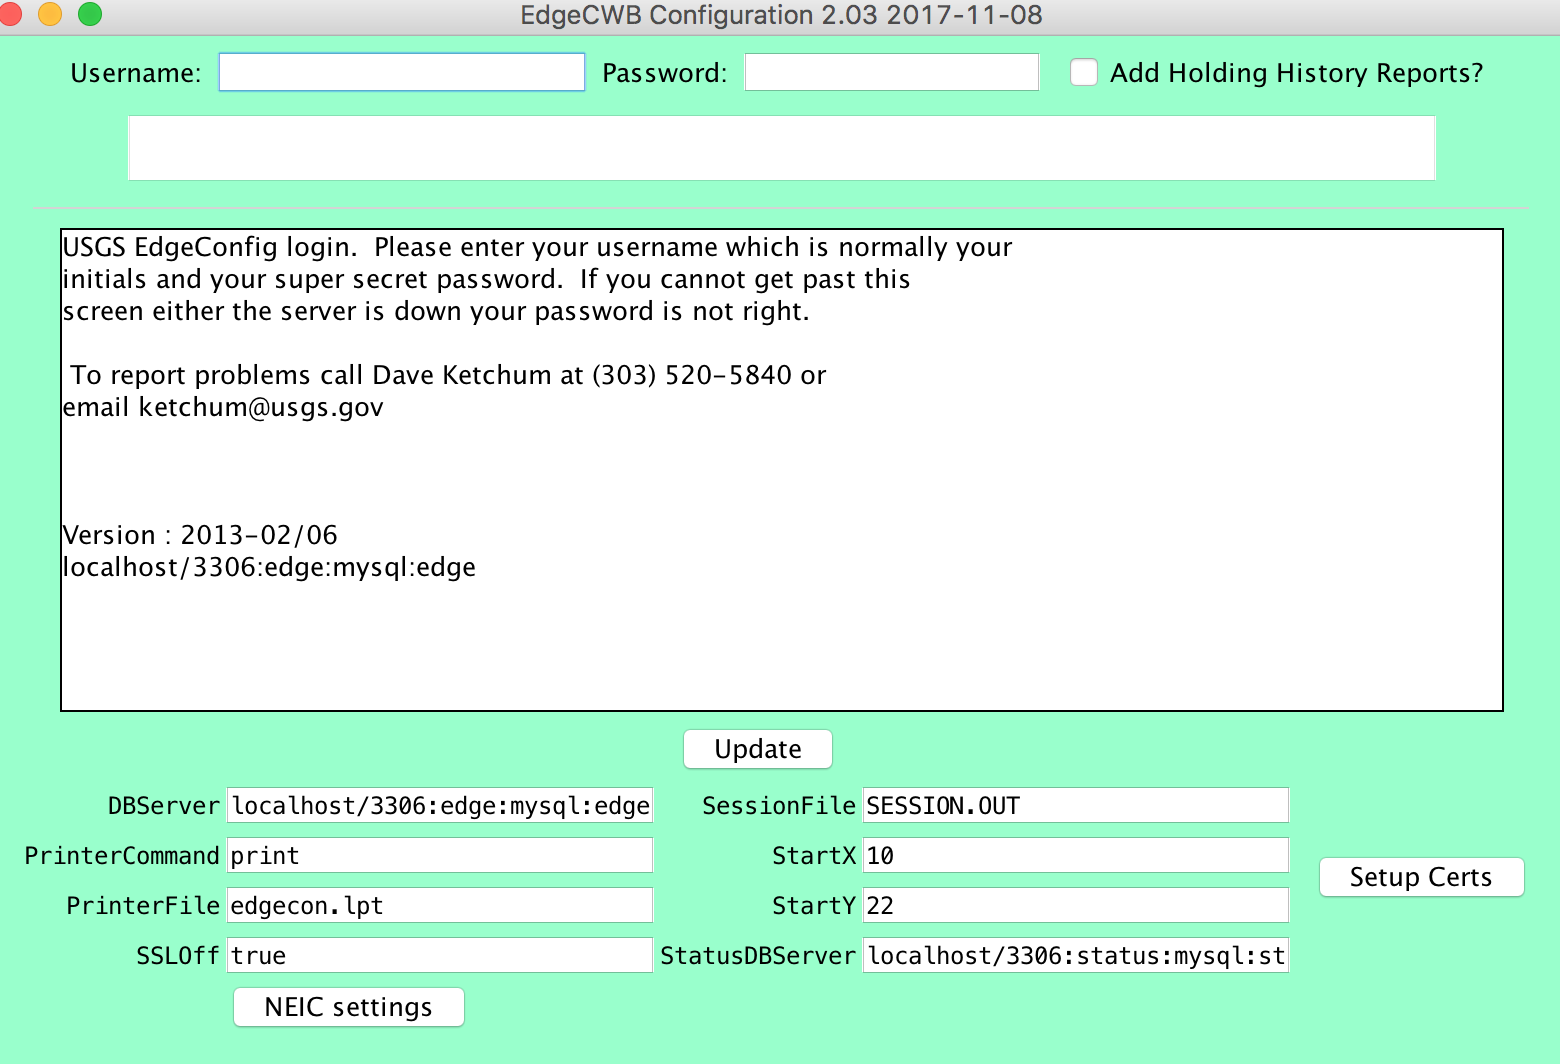 EdgeCWB Configuration 2.03 2017-11-08
Username: Password: Add Holding History Reports?
USGS EdgeConfig login.  Please enter your username which is normally your
initials and your super secret password.  If you cannot get past this
screen either the server is down your password is not right.
To report problems call Dave Ketchum at (303) 520-5840 or
email ketchum@usgs.gov
Version : 2013-02/06
localhost/3306:edge:mysql:edge
Update
DBServer localhost/3306:edge:mysql:edge SessionFile SESSION.OUT
PrinterCommand print StartX 10
Setup Certs
PrinterFile edgecon.lpt StartY 22
SSLOff true StatusDBServer localhost/3306:status:mysql:st
NEIC settings